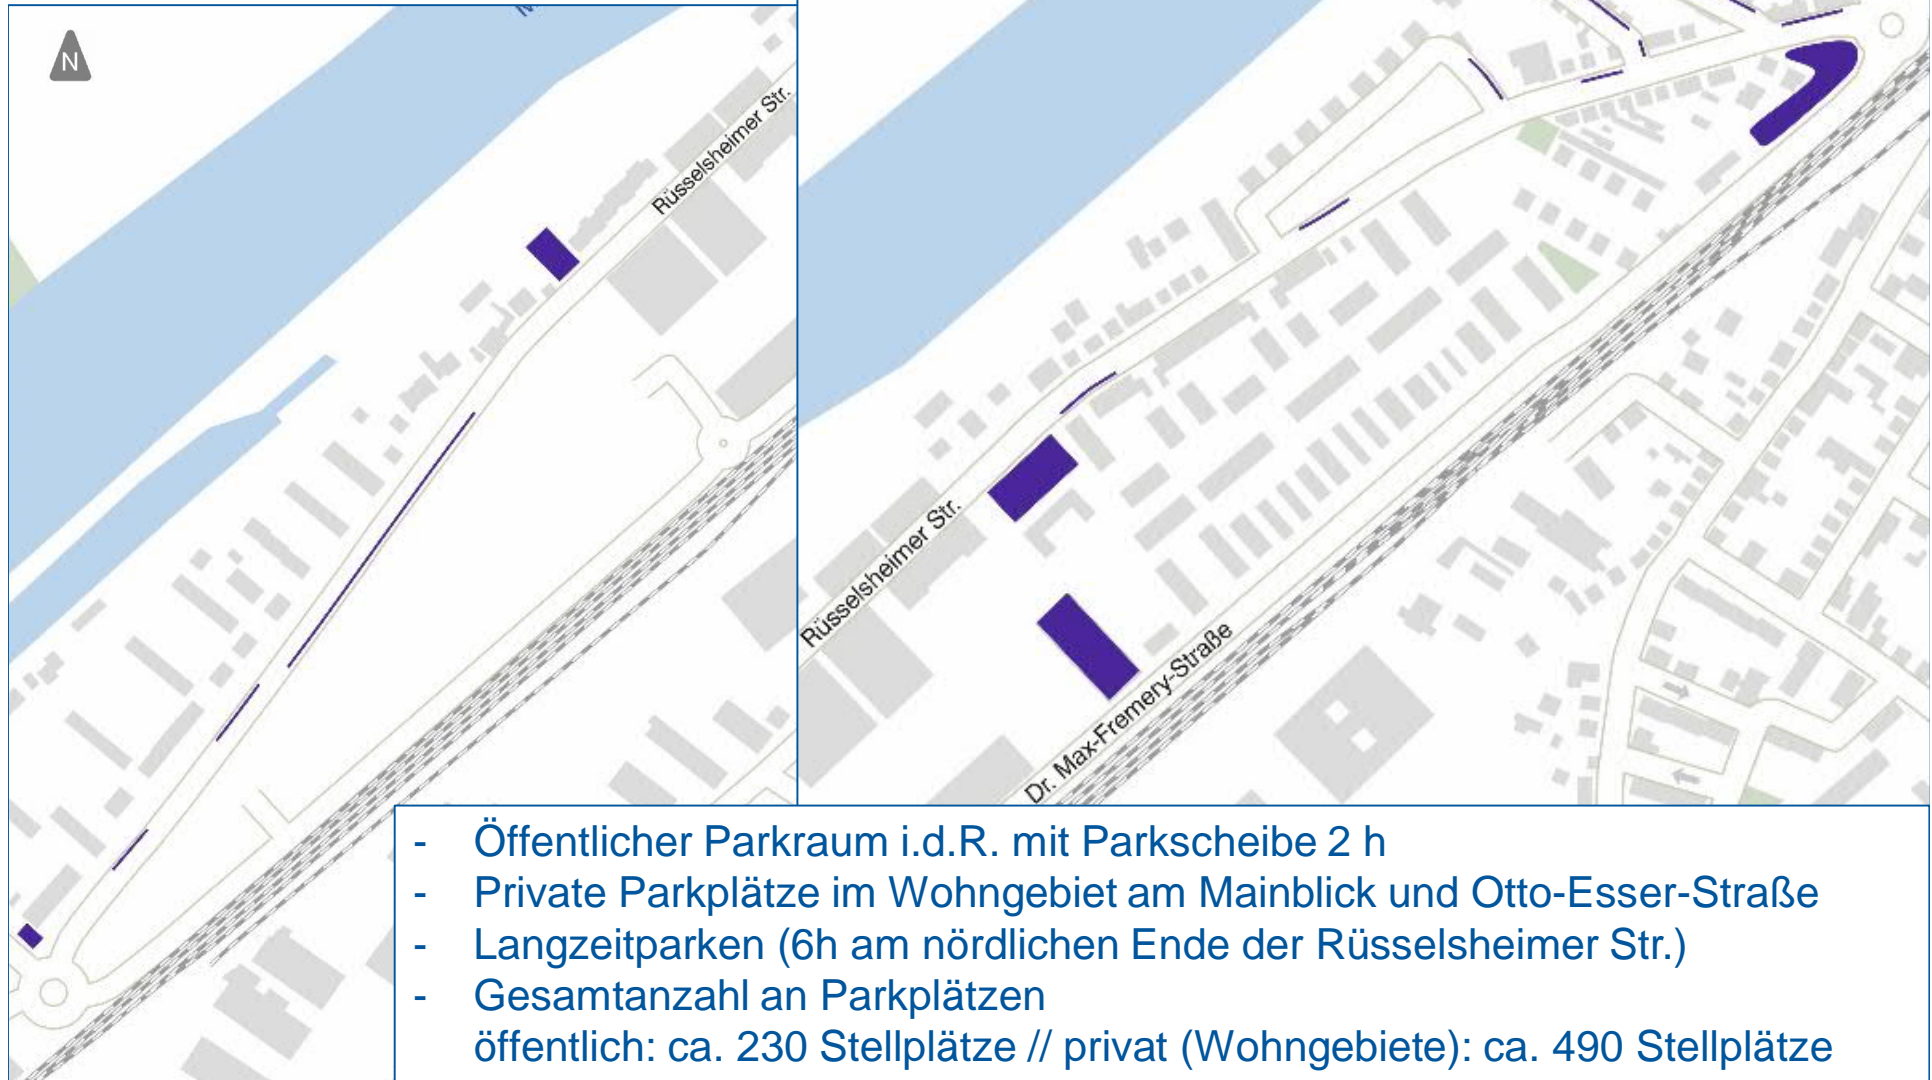 N
Rüsselsheimer Str.
Rüsselsheimer Str.
Dr. Max-Fremery-Straße
- Öffentlicher Parkraum i.d.R. mit Parkscheibe 2 h
- Private Parkplätze im Wohngebiet am Mainblick und Otto-Esser-Straße
- Langzeitparken (6h am nördlichen Ende der Rüsselsheimer Str.)
- Gesamtanzahl an Parkplätzen
öffentlich: ca. 230 Stellplätze // privat (Wohngebiete): ca. 490 Stellplätze